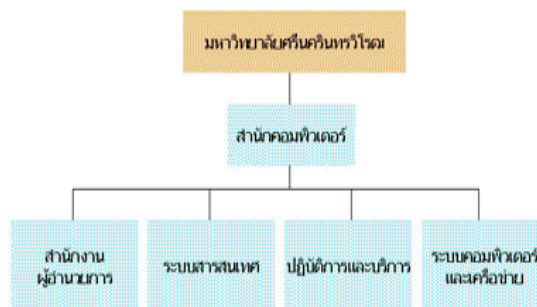 มหาวิทยาลัยศรีนครินทรวิโรฒ
สำนักคอมพิวเตอร์
สำนักงาน
ผู้อำนวยการ
ระบบสารสนเทศ
ปฏิบัติการและบริการ
ระบบคอมพิวเตอร์
และเครือข่าย